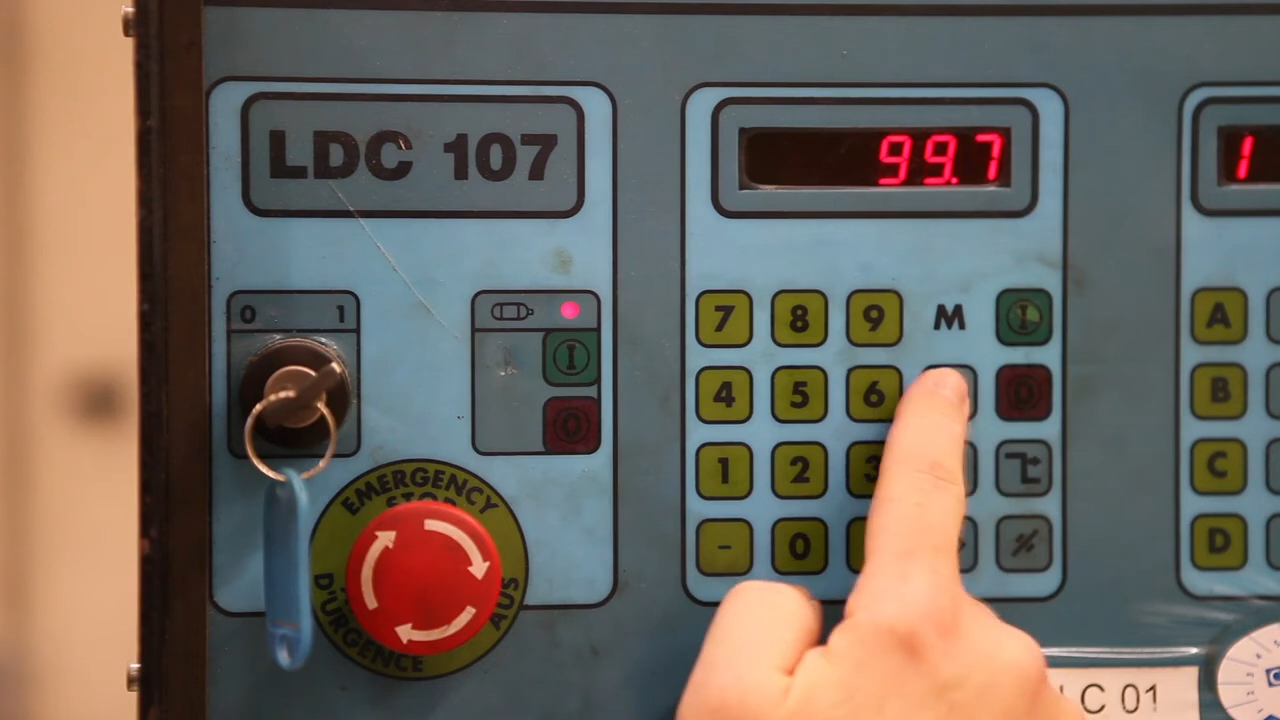 LDC 107
99.7
1
0 1
I
O
7 8 9 M I
4 5 6
1 2 3
- 0
%
A
B
C
D
EMERGENCY
STOP
D'URGENCE
AUS
C 01